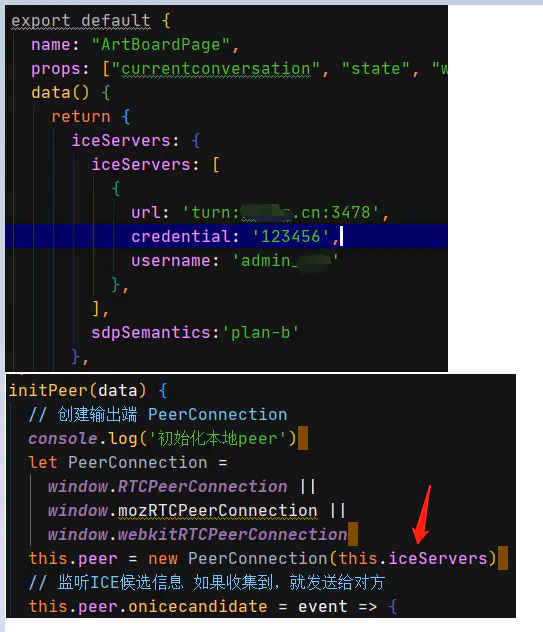 export default {
name: "ArtBoardPage",
props: ["currentconversation", "state", "w
data() {
return {
iceServers: {
iceServers: [
{
url: 'turn: .cn:3478',
credential: '123456',
username: 'admin_ '
},
],
sdpSemantics:'plan-b'
},
initPeer(data) {
// 创建输出端 PeerConnection
console.log('初始化本地peer')
let PeerConnection =
window.RTCPeerConnection ||
window.mozRTCPeerConnection ||
window.webkitRTCPeerConnection
this.peer = new PeerConnection(this.iceServers)
// 监听ICE候选信息 如果收集到，就发送给对方
this.peer.onicecandidate = event => {